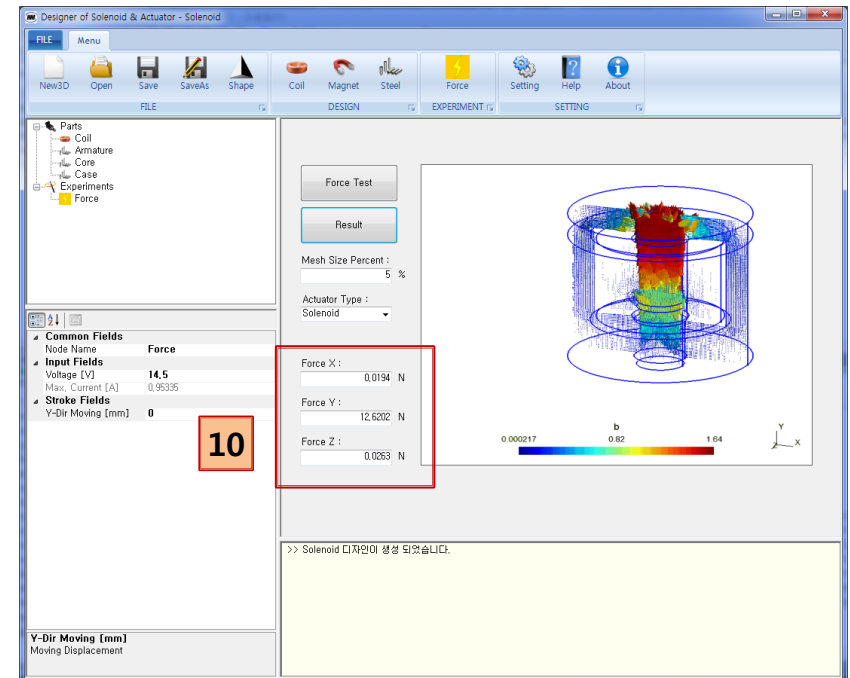 Designer of Solenoid & Actuator - Solenoid
FILE Menu
New3D Open Save SaveAs Shape Coil Magnet Steel Force Setting Help About
FILE DESIGN EXPERIMENT SETTING
Parts
Coil
Armature
Core
Case
Experiments
Force
Force Test
Result
Mesh Size Percent :
5 %
Actuator Type :
Solenoid
Common Fields
Node Name Force
Input Fields
Voltage [V] 14,5
Max, Current [A] 0,95335
Stroke Fields
Y-Dir Moving [mm] 0
10
Force X :
0,0194 N
Force Y :
12,6202 N
Force Z :
0,0263 N
b
0.000217 0.82 1.64
Y
Z X
>> Solenoid 디자인이 생성 되었습니다.
Y-Dir Moving [mm]
Moving Displacement